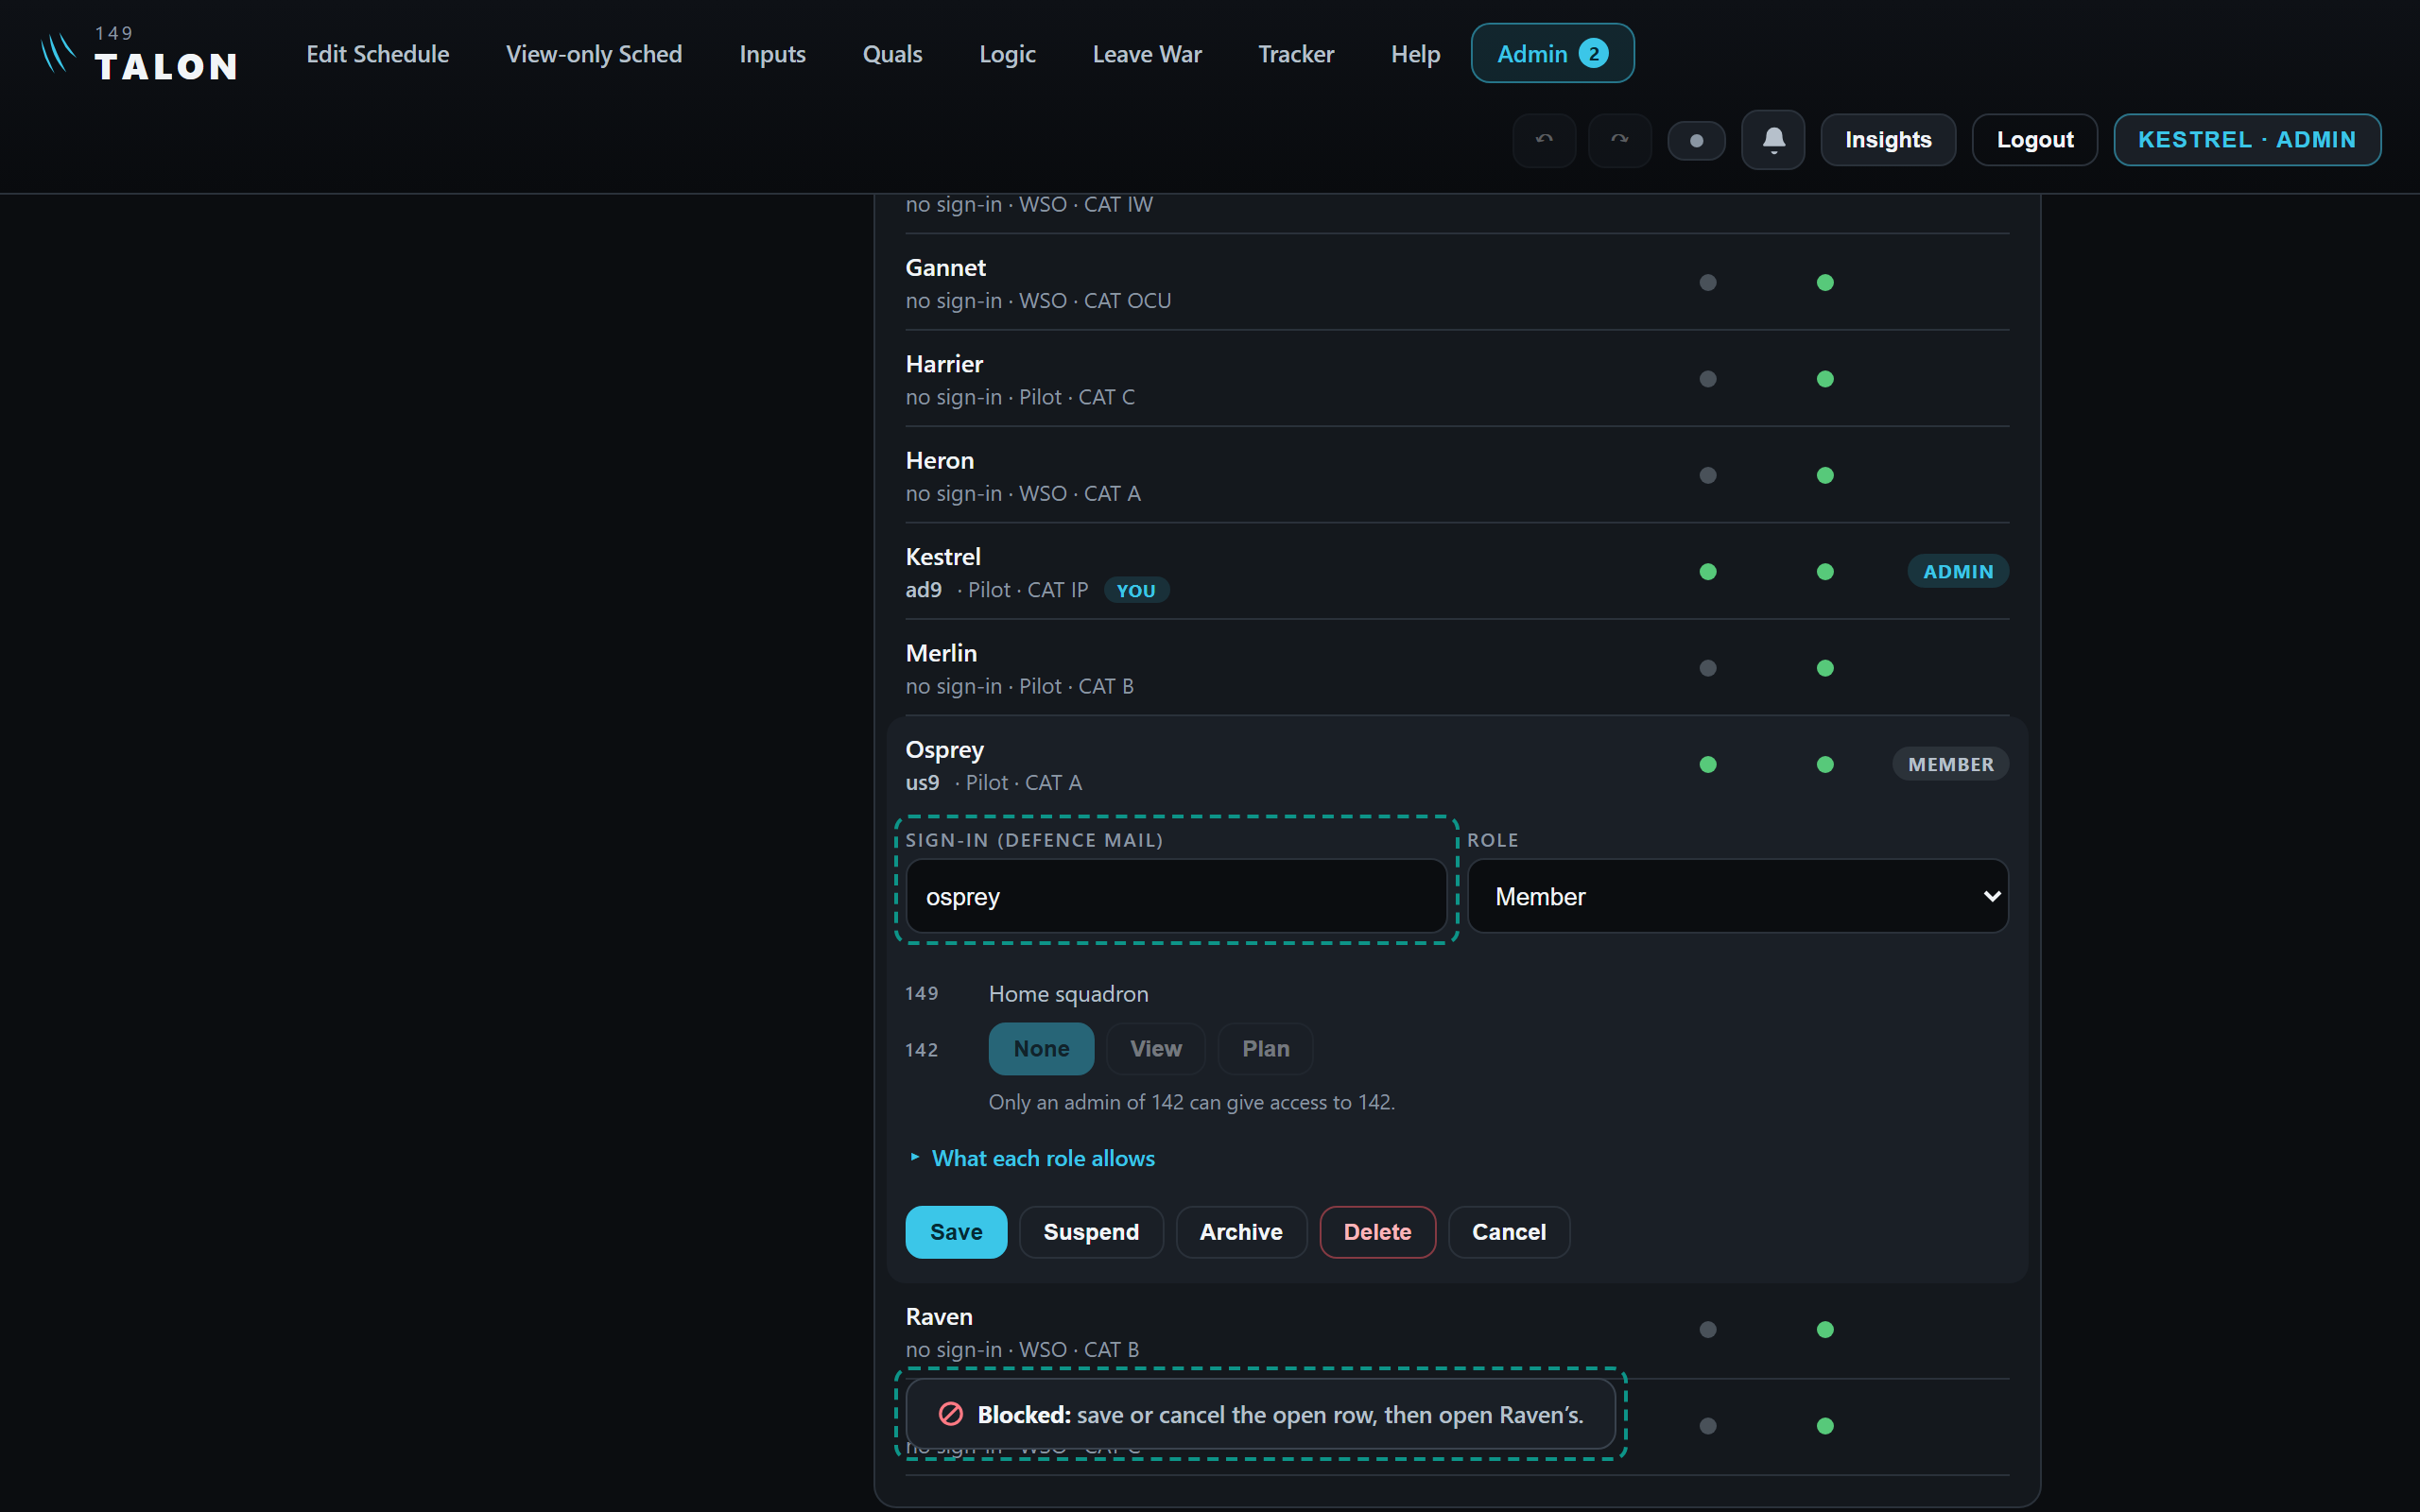 149
TALON
Edit Schedule
View-only Sched
Inputs
Quals
Logic
Leave War
Tracker
Help
Admin 2
Insights
Logout
KESTREL · ADMIN
no sign-in · WSO · CAT IW
Gannet
no sign-in · WSO · CAT OCU
Harrier
no sign-in · Pilot · CAT C
Heron
no sign-in · WSO · CAT A
Kestrel
ad9 · Pilot · CAT IP YOU
ADMIN
Merlin
no sign-in · Pilot · CAT B
Osprey
us9 · Pilot · CAT A
MEMBER
SIGN-IN (DEFENCE MAIL)
ROLE
osprey
Member
149 Home squadron
142 None View Plan
Only an admin of 142 can give access to 142.
What each role allows
Save Suspend Archive Delete Cancel
Raven
no sign-in · WSO · CAT B
Blocked: save or cancel the open row, then open Raven’s.